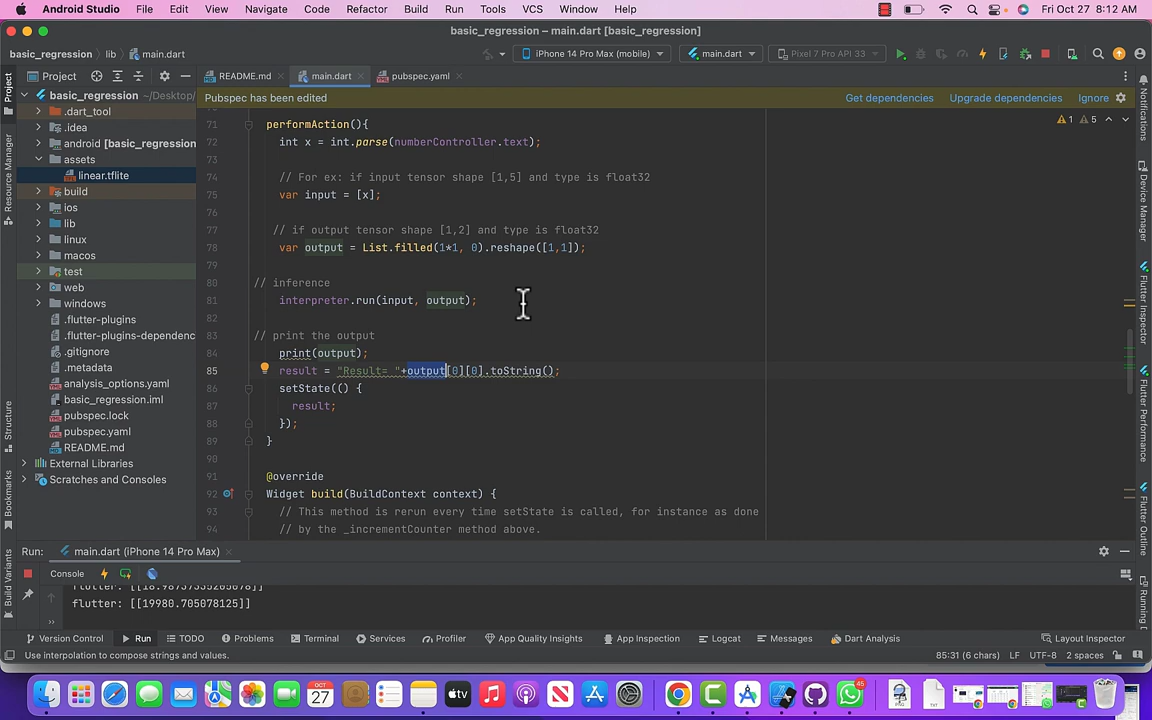 Android Studio File Edit View Navigate Code Refactor Build Run Tools VCS Window Help Fri Oct 27 8:12 AM
basic_regression – main.dart [basic_regression]
basic_regression lib main.dart iPhone 14 Pro Max (mobile) main.dart Pixel 7 Pro API 33
Project README.md main.dart pubspec.yaml
Pubspec has been edited Get dependencies Upgrade dependencies Ignore
basic_regression ~/Desktop/
.dart_tool
.idea
android [basic_regression
assets
linear.tflite
build
ios
lib
linux
macos
test
web
windows
.flutter-plugins
.flutter-plugins-dependenc
.gitignore
.metadata
analysis_options.yaml
basic_regression.iml
pubspec.lock
pubspec.yaml
README.md
External Libraries
Scratches and Consoles
1 5
71 performAction(){
72 int x = int.parse(numberController.text);
73
74 // For ex: if input tensor shape [1,5] and type is float32
75 var input = [x];
76
77 // if output tensor shape [1,2] and type is float32
78 var output = List.filled(1*1, 0).reshape([1,1]);
79
80 // inference
81 interpreter.run(input, output);
82
83 // print the output
84 print(output);
85 result = "Result= "+output[0][0].toString();
86 setState(() {
87 result;
88 });
89 }
90
91 @override
92 Widget build(BuildContext context) {
93 // This method is rerun every time setState is called, for instance as done
94 // by the _incrementCounter method above.
Project
Resource Manager
Structure
Bookmarks
Build Variants
Notifications
Device Manager
Flutter Inspector
Flutter Performance
Flutter Outline
Running
Run: main.dart (iPhone 14 Pro Max)
Console
flutter: [[18.98737335205078]]
flutter: [[19980.705078125]]
Version Control Run TODO Problems Terminal Services Profiler App Quality Insights App Inspection Logcat Messages Dart Analysis Layout Inspector
Use interpolation to compose strings and values. 85:31 (6 chars) LF UTF-8 2 spaces
OCT
27
tv
45